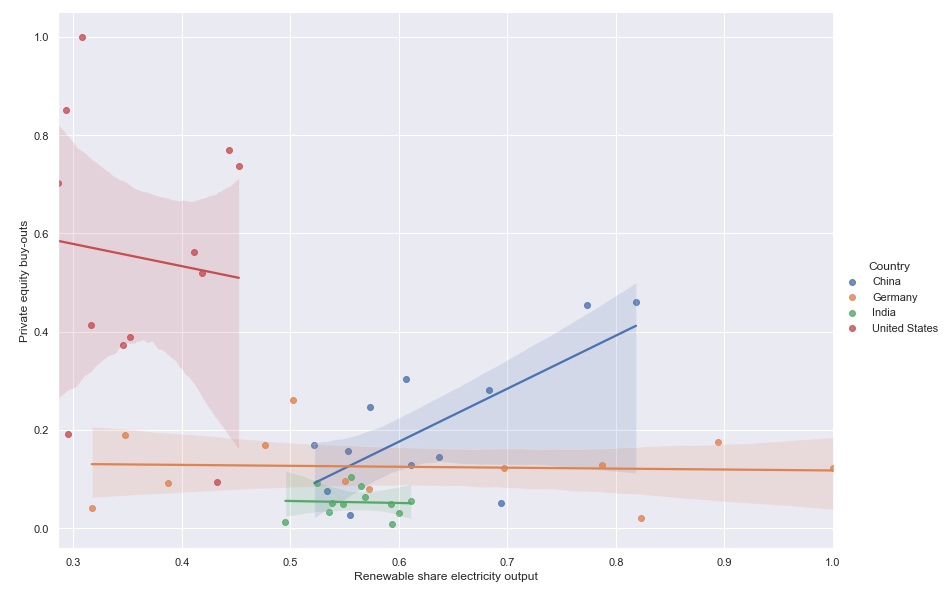 1.0
0.8
0.6
0.4
0.2
0.0
Private equity buy-outs
0.3 0.4 0.5 0.6 0.7 0.8 0.9 1.0
Renewable share electricity output
Country
China
Germany
India
United States